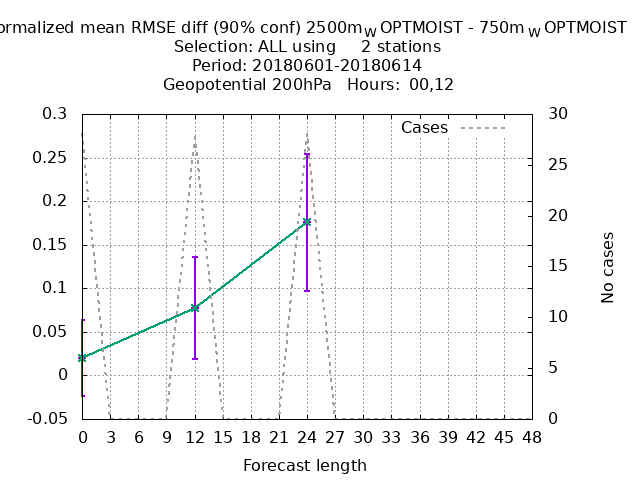 ormalized mean RMSE diff (90% conf) 2500m_W OPTMOIST - 750m_W OPTMOIST
Selection: ALL using 2 stations
Period: 20180601-20180614
Geopotential 200hPa Hours: 00,12
Cases
0.3
0.25
0.2
0.15
0.1
0.05
0
-0.05
30
25
20
15
10
5
0
No cases
0 3 6 9 12 15 18 21 24 27 30 33 36 39 42 45 48
Forecast length